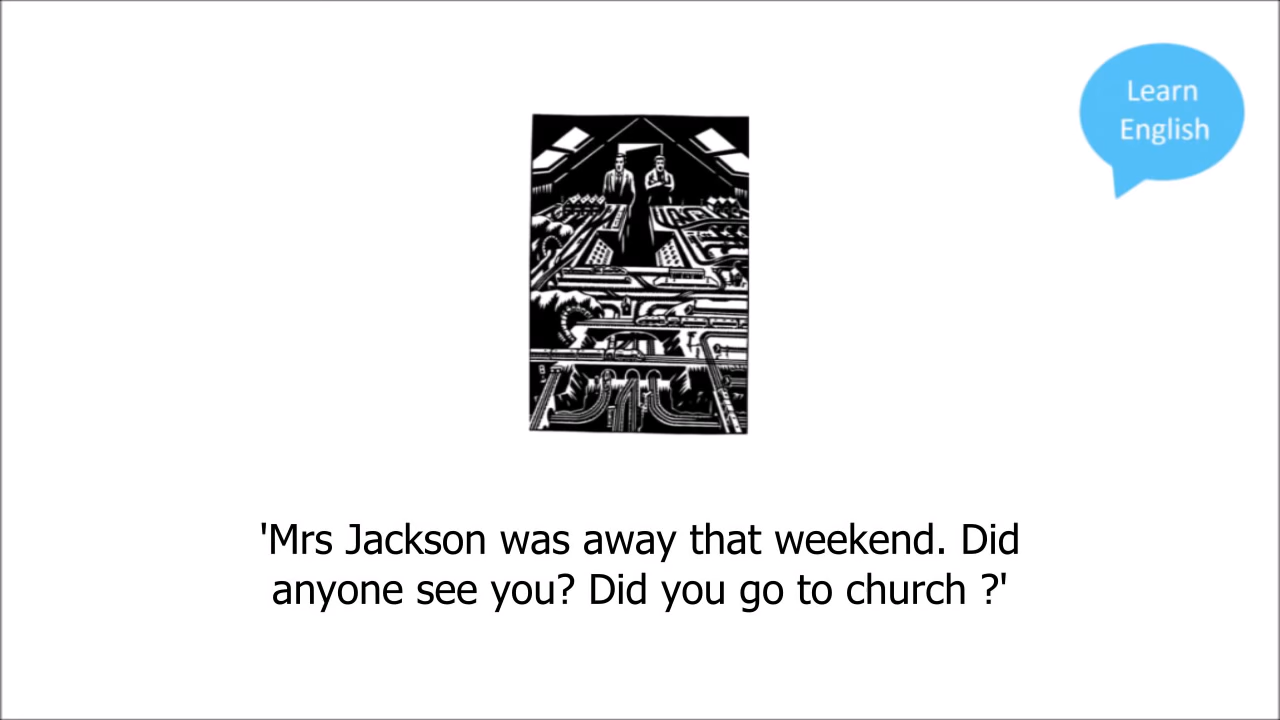 Learn
English
'Mrs Jackson was away that weekend. Did
anyone see you? Did you go to church ?'